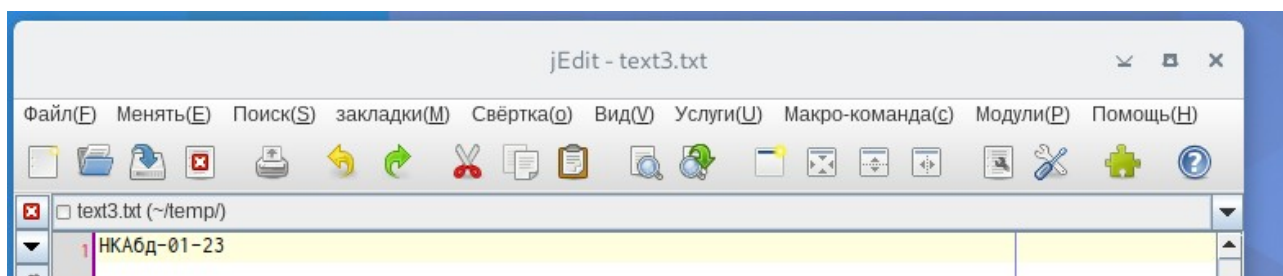 jEdit - text3.txt
Файл(F) Менять(E) Поиск(S) закладки(M) Свёртка(o) Вид(V) Услуги(U) Макро-команда(c) Модули(P) Помощь(H)
text3.txt (~/temp/)
1 НКАбд-01-23